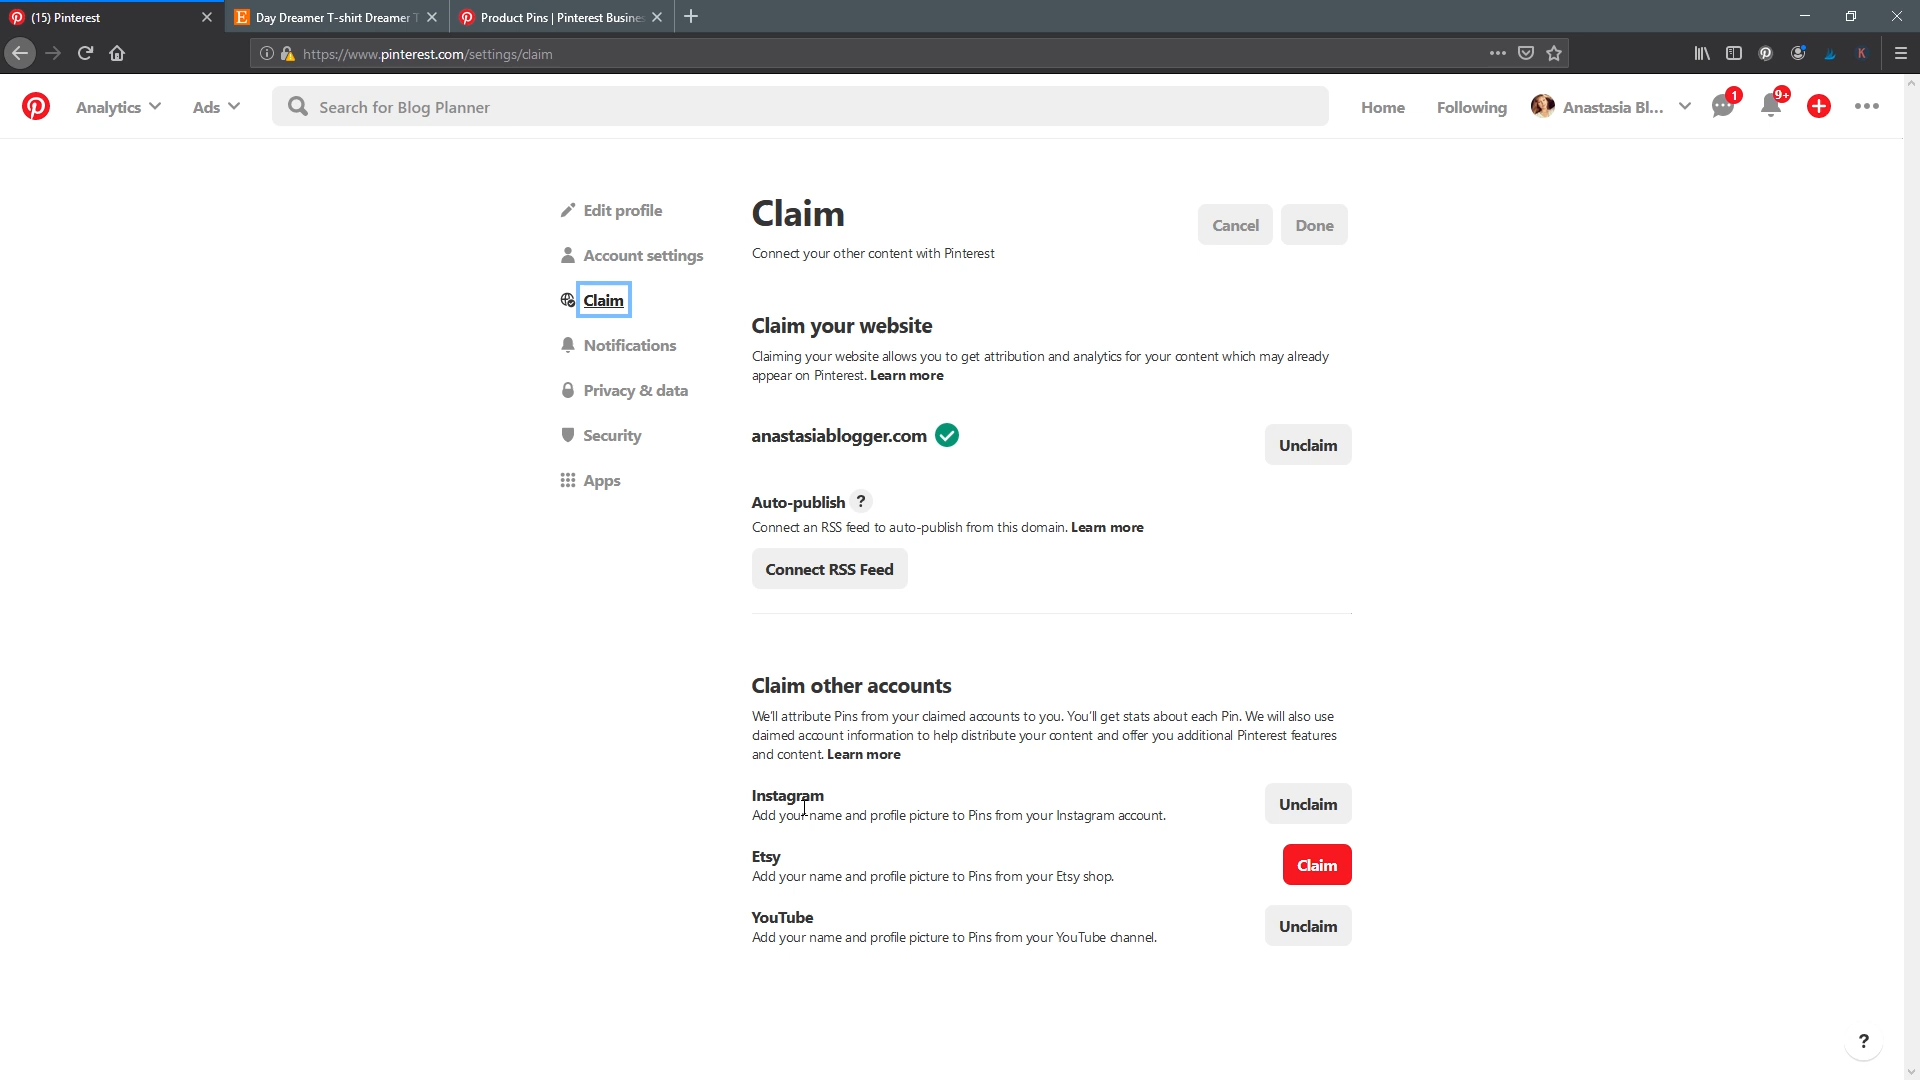 (15) Pinterest
Day Dreamer T-shirt Dreamer T
Product Pins | Pinterest Busines
https://www.pinterest.com/settings/claim
Analytics
Ads
Search for Blog Planner
Home
Following
Anastasia Bl...
1
9+
Edit profile
Account settings
Claim
Notifications
Privacy & data
Security
Apps
Claim
Cancel
Done
Connect your other content with Pinterest
Claim your website
Claiming your website allows you to get attribution and analytics for your content which may already
appear on Pinterest. Learn more
anastasiablogger.com
Unclaim
Auto-publish ?
Connect an RSS feed to auto-publish from this domain. Learn more
Connect RSS Feed
Claim other accounts
We'll attribute Pins from your claimed accounts to you. You'll get stats about each Pin. We will also use
claimed account information to help distribute your content and offer you additional Pinterest features
and content. Learn more
Instagram
Add your name and profile picture to Pins from your Instagram account.
Unclaim
Etsy
Add your name and profile picture to Pins from your Etsy shop.
Claim
YouTube
Add your name and profile picture to Pins from your YouTube channel.
Unclaim
?